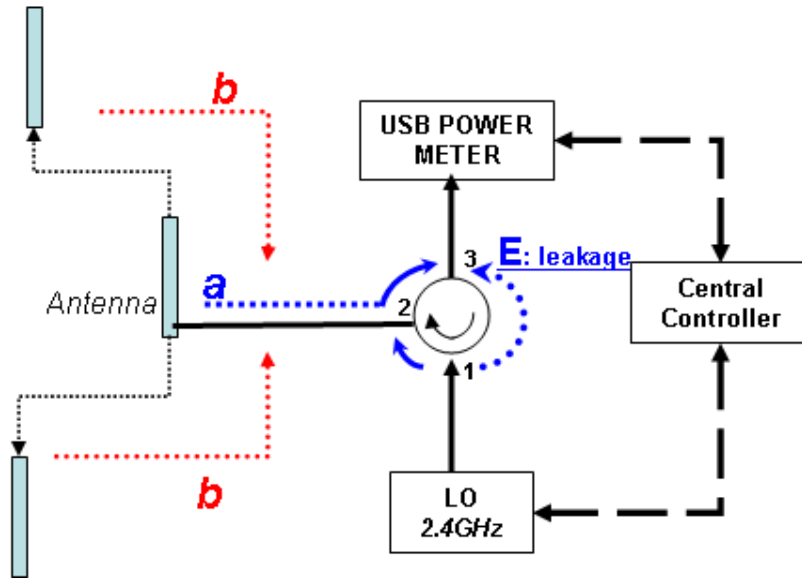 b
USB POWER
METER
3
E: leakage
Antenna
a
2
Central
Controller
1
b
LO
2.4GHz